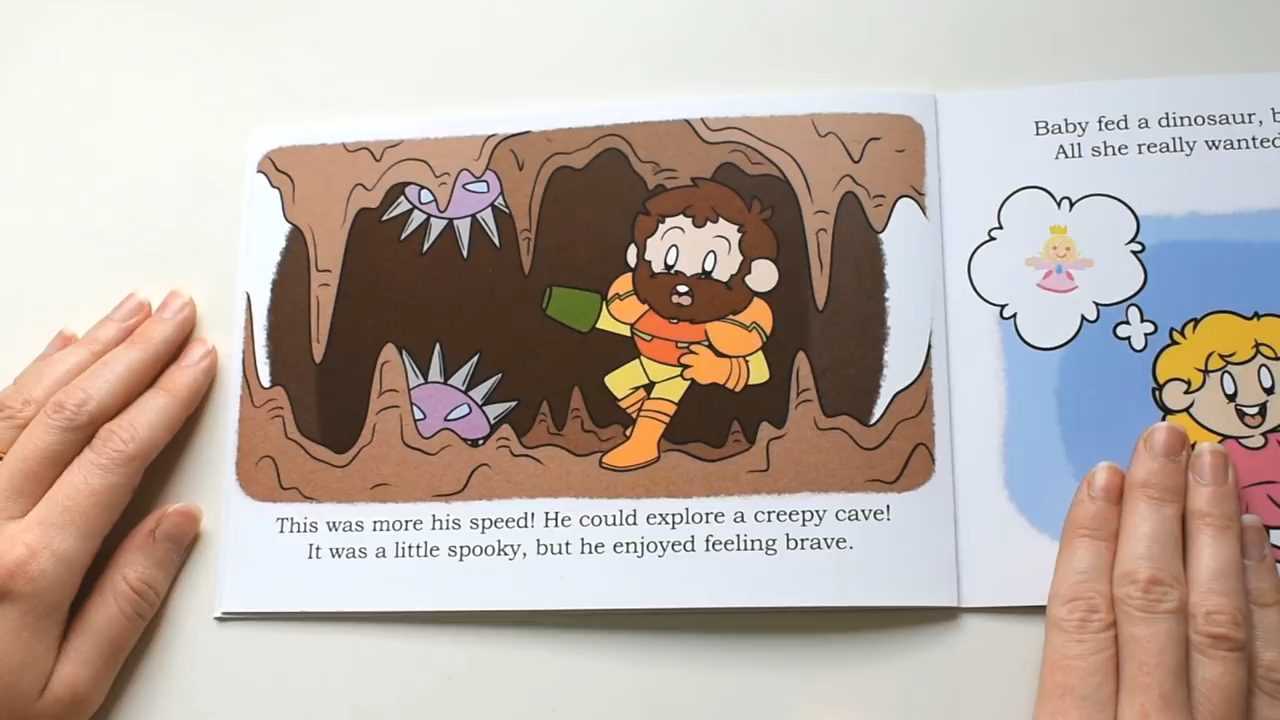 This was more his speed! He could explore a creepy cave!
It was a little spooky, but he enjoyed feeling brave.
Baby fed a dinosaur,
All she really wanted